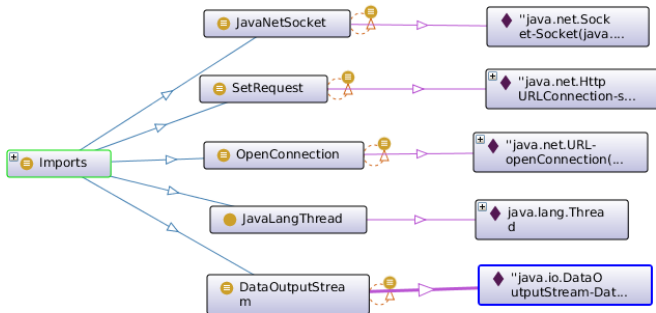 JavaNetSocket
"java.net.Sock
et-Socket(java....
SetRequest
"java.net.Http
URLConnection-s...
Imports
OpenConnection
"java.net.URL-
openConnection(...
JavaLangThread
java.lang.Threa
d
DataOutputStrea
m
"java.io.DataO
utputStream-Dat...